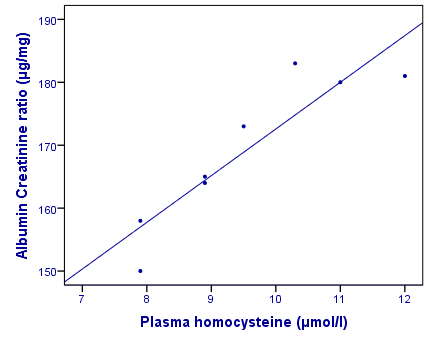 Albumin Creatinine ratio (µg/mg)
190
180
170
160
150
7 8 9 10 11 12
Plasma homocysteine (µmol/l)